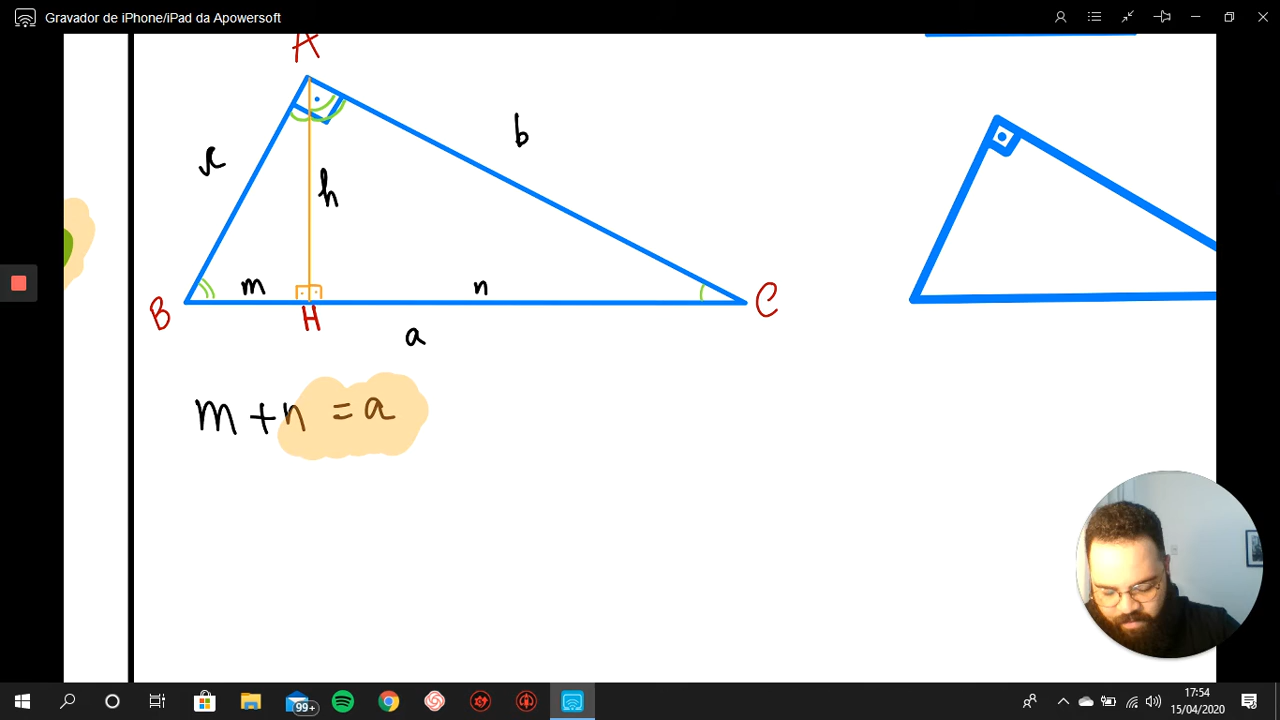 Gravador de iPhone/iPad da Apowersoft
A
b
c
h
m
n
B
H
C
a
m + n = a
99+
17:54
15/04/2020